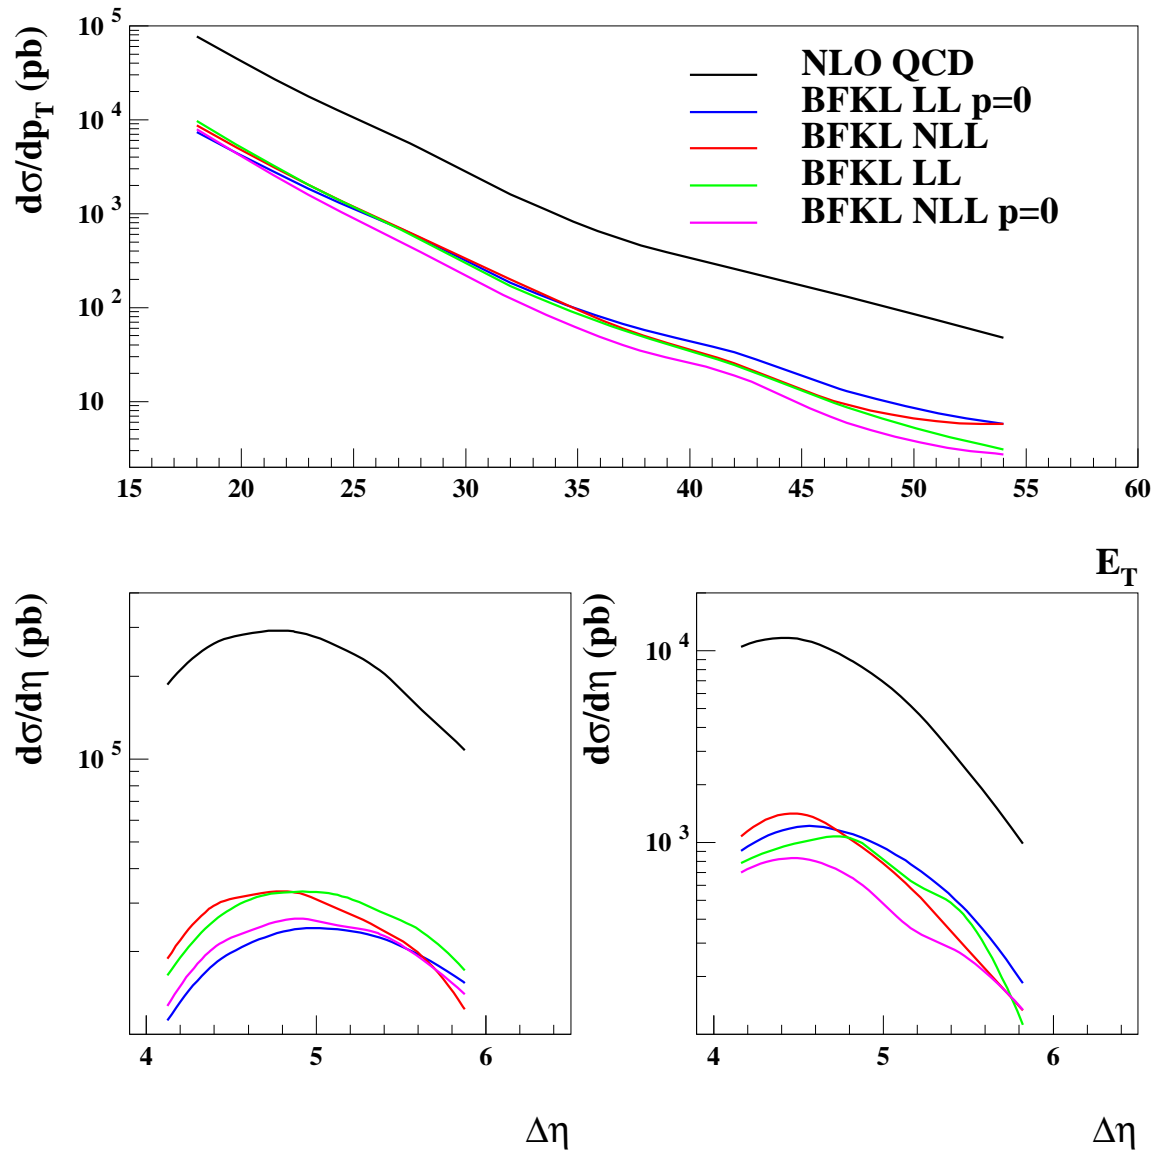 dσ/dp_T (pb)
10^5
10^4
10^3
10^2
10
NLO QCD
BFKL LL p=0
BFKL NLL
BFKL LL
BFKL NLL p=0
15 20 25 30 35 40 45 50 55 60
E_T
dσ/dη (pb)
10^5
4 5 6
Δη
dσ/dη (pb)
10^4
10^3
4 5 6
Δη